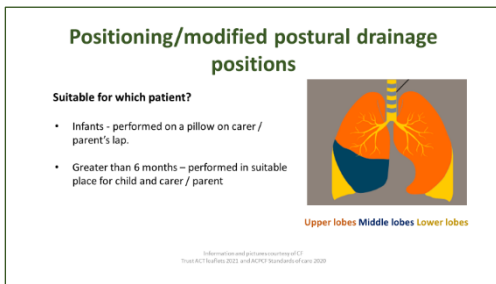 Positioning/modified postural drainage
positions
Suitable for which patient?
• Infants - performed on a pillow on carer /
parent's lap.
• Greater than 6 months – performed in suitable
place for child and carer / parent
Upper lobes Middle lobes Lower lobes
Information and pictures courtesy of CF
Trust ACT leaflets 2021 and ACPCF Standards of care 2020